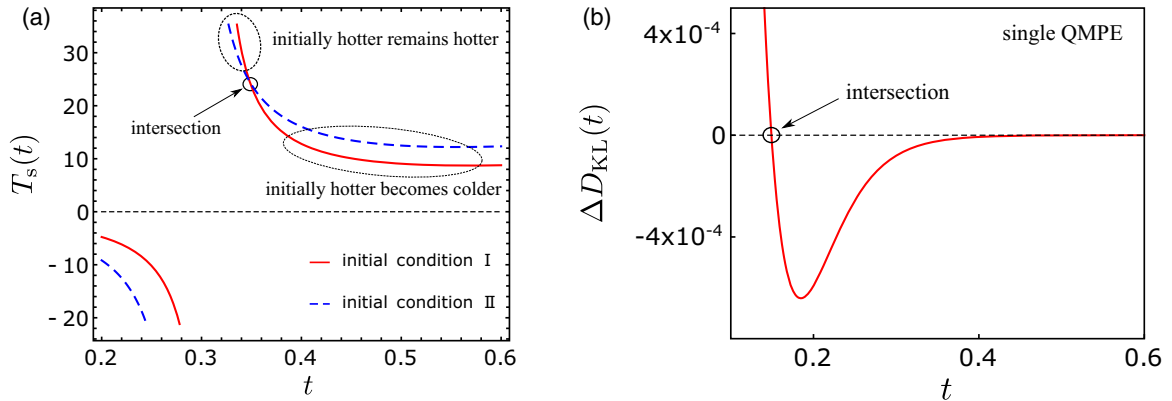 (a)
30
20
10
0
-10
-20
T_s(t)
initially hotter remains hotter
intersection
initially hotter becomes colder
initial condition I
initial condition II
0.2 0.3 0.4 0.5 0.6
t
(b)
4x10⁻⁴
0
-4x10⁻⁴
ΔD_KL(t)
single QMPE
intersection
0.2 0.4 0.6
t